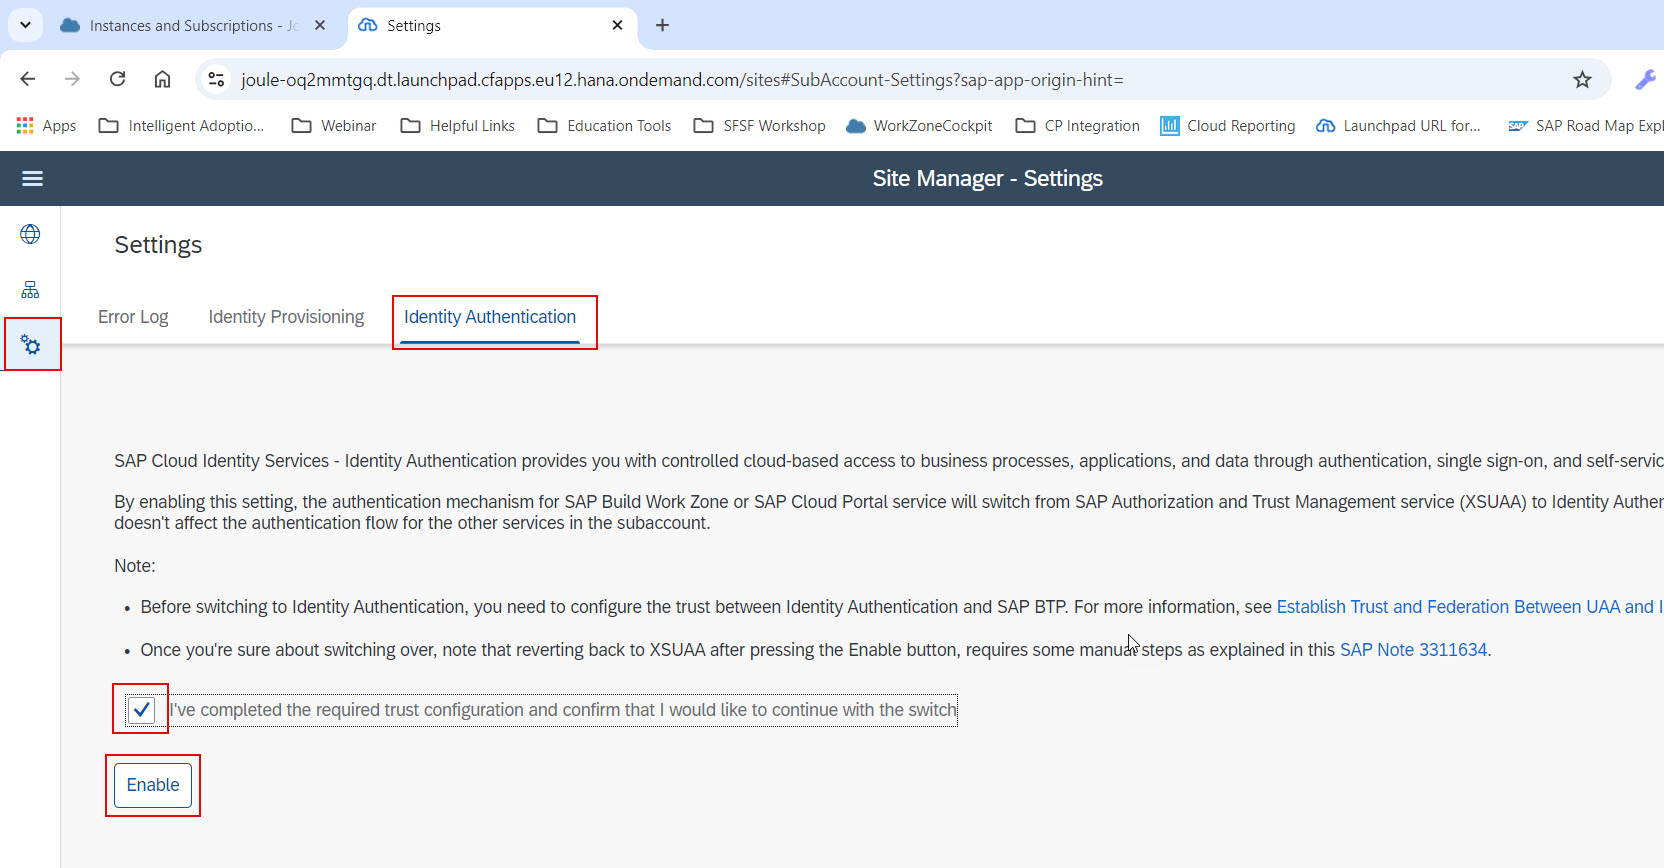 Instances and Subscriptions - Jo
Settings
joule-oq2mmtgq.dt.launchpad.cfapps.eu12.hana.ondemand.com/sites#SubAccount-Settings?sap-app-origin-hint=
Apps Intelligent Adoptio... Webinar Helpful Links Education Tools SFSF Workshop WorkZoneCockpit CP Integration Cloud Reporting Launchpad URL for... SAP SAP Road Map Expl
Site Manager - Settings
Settings
Error Log Identity Provisioning Identity Authentication
SAP Cloud Identity Services - Identity Authentication provides you with controlled cloud-based access to business processes, applications, and data through authentication, single sign-on, and self-servic
By enabling this setting, the authentication mechanism for SAP Build Work Zone or SAP Cloud Portal service will switch from SAP Authorization and Trust Management service (XSUAA) to Identity Authen
doesn't affect the authentication flow for the other services in the subaccount.
Note:
• Before switching to Identity Authentication, you need to configure the trust between Identity Authentication and SAP BTP. For more information, see Establish Trust and Federation Between UAA and I
• Once you're sure about switching over, note that reverting back to XSUAA after pressing the Enable button, requires some manual steps as explained in this SAP Note 3311634.
I've completed the required trust configuration and confirm that I would like to continue with the switch
Enable